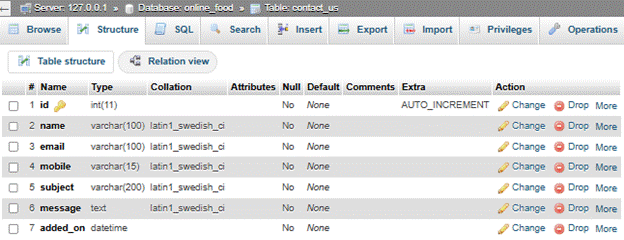 Server: 127.0.0.1 » Database: online_food » Table: contact_us
Browse Structure SQL Search Insert Export Import Privileges Operations
Table structure Relation view
# Name Type Collation Attributes Null Default Comments Extra Action
1 id int(11) No None AUTO_INCREMENT Change Drop More
2 name varchar(100) latin1_swedish_ci No None Change Drop More
3 email varchar(100) latin1_swedish_ci No None Change Drop More
4 mobile varchar(15) latin1_swedish_ci No None Change Drop More
5 subject varchar(200) latin1_swedish_ci No None Change Drop More
6 message text latin1_swedish_ci No None Change Drop More
7 added_on datetime No None Change Drop More